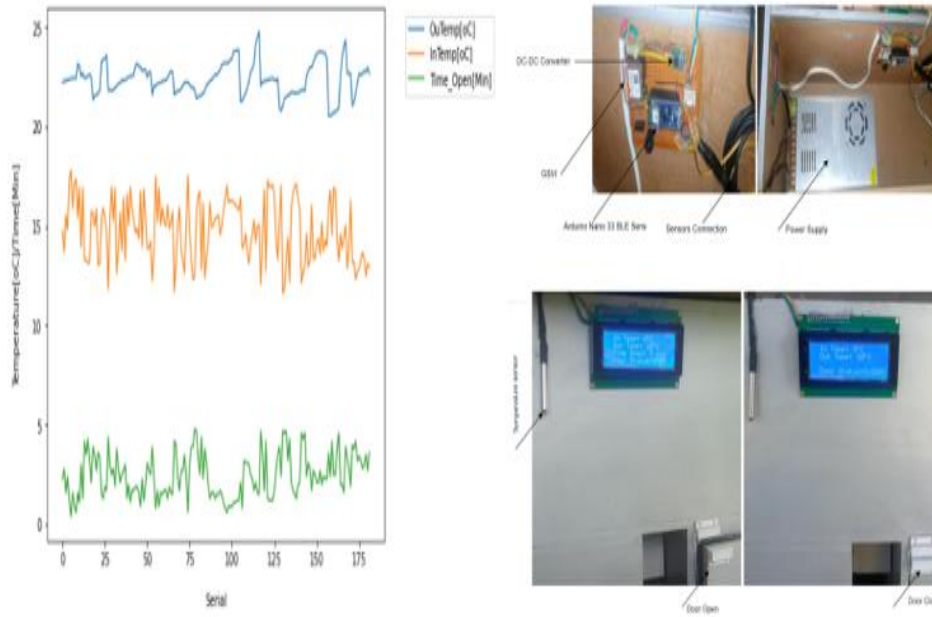 25
20
15
10
5
0
Temperature[oC]/Time[Min]
0 25 50 75 100 125 150 175
Serial
OuTemp[oC]
InTemp[oC]
Time_Open[Min]
DC-DC Converter
GSM
Arduino Nano 33 BLE Sens
Sensors Connection
Power Supply
Temperature sensor
Door Open
Door Clo